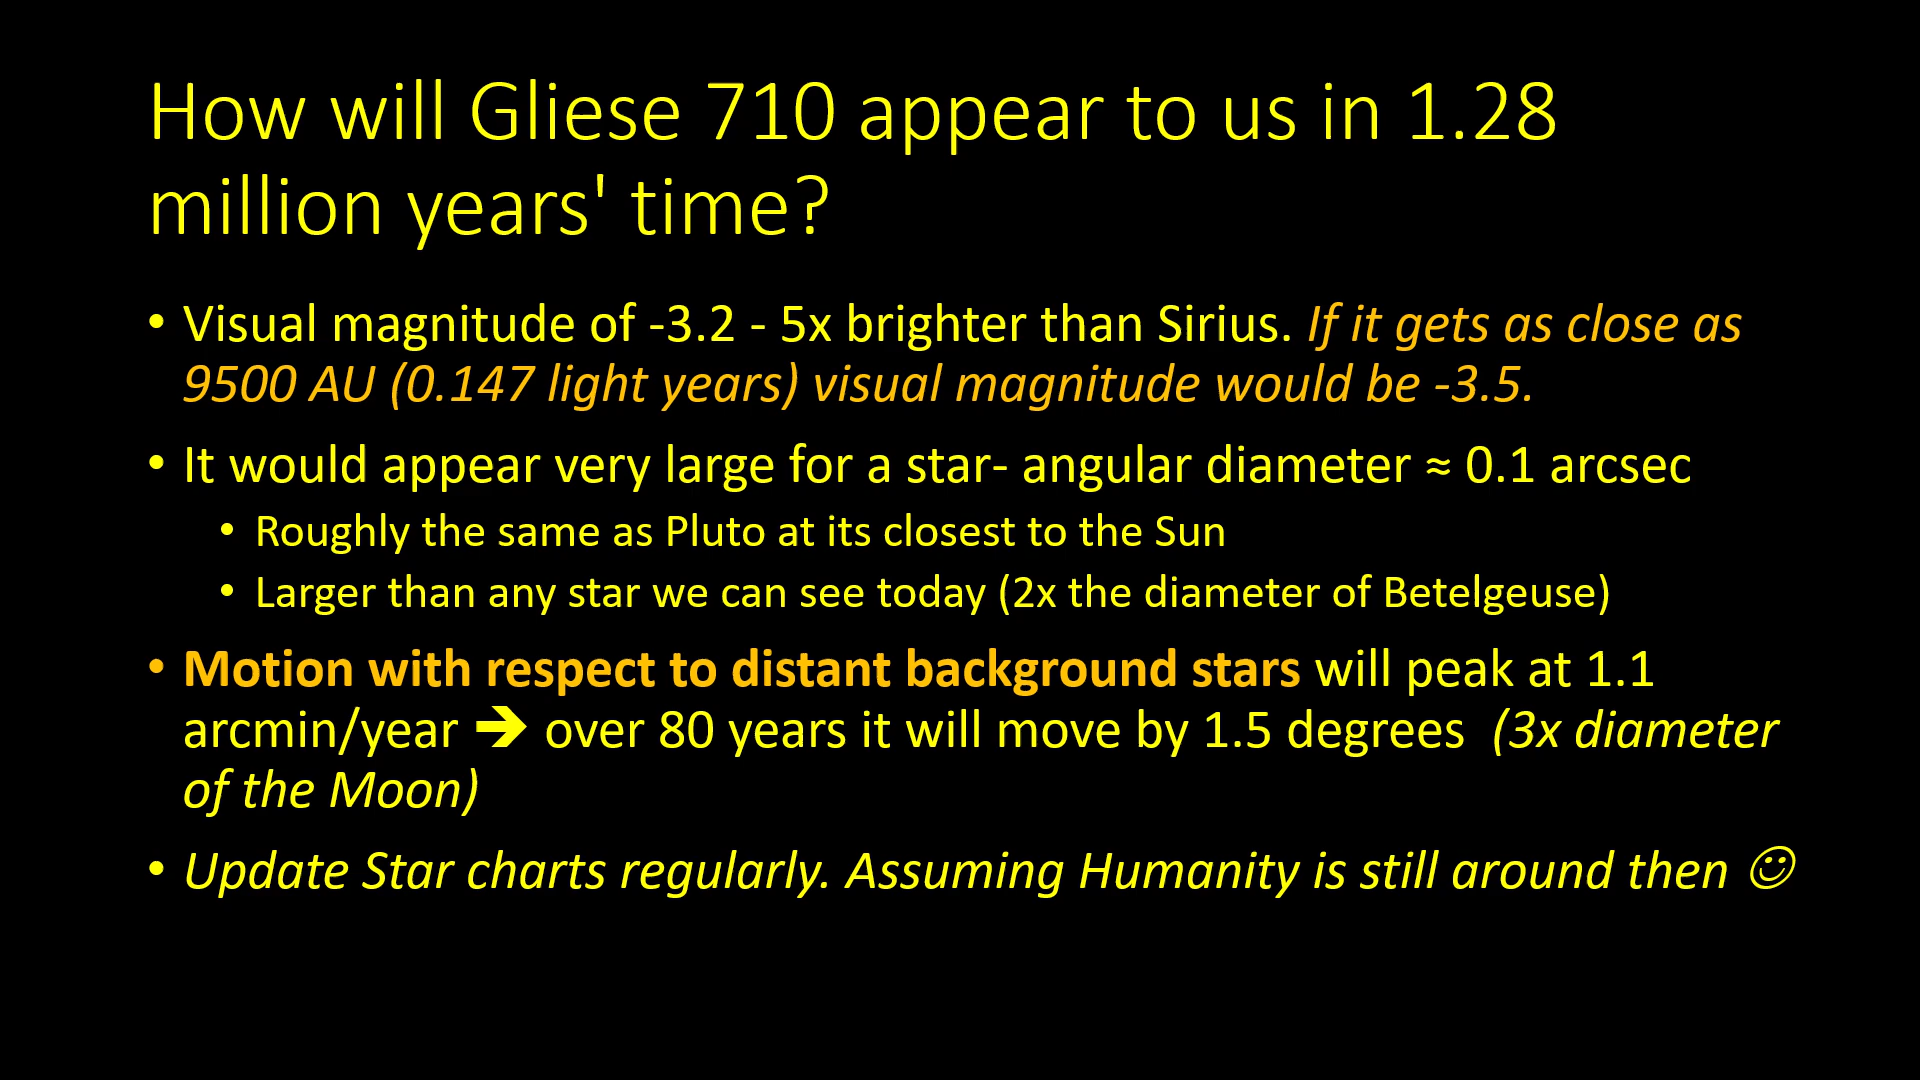 How will Gliese 710 appear to us in 1.28
million years' time?
• Visual magnitude of -3.2 - 5x brighter than Sirius. If it gets as close as
9500 AU (0.147 light years) visual magnitude would be -3.5.
• It would appear very large for a star- angular diameter ≈ 0.1 arcsec
• Roughly the same as Pluto at its closest to the Sun
• Larger than any star we can see today (2x the diameter of Betelgeuse)
• Motion with respect to distant background stars will peak at 1.1
arcmin/year 🡺 over 80 years it will move by 1.5 degrees (3x diameter
of the Moon)
• Update Star charts regularly. Assuming Humanity is still around then ☺